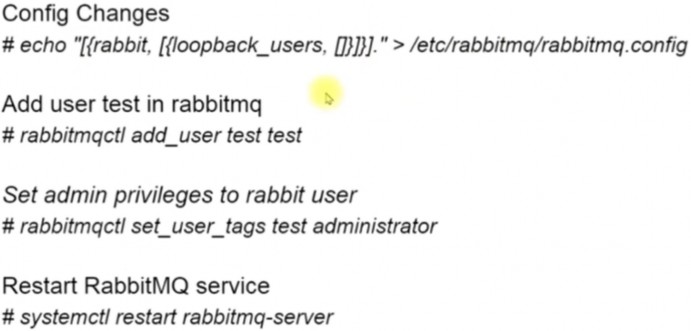 Config Changes
# echo "[{rabbit, [{loopback_users, []}]}]." > /etc/rabbitmq/rabbitmq.config
Add user test in rabbitmq
# rabbitmqctl add_user test test
Set admin privileges to rabbit user
# rabbitmqctl set_user_tags test administrator
Restart RabbitMQ service
# systemctl restart rabbitmq-server